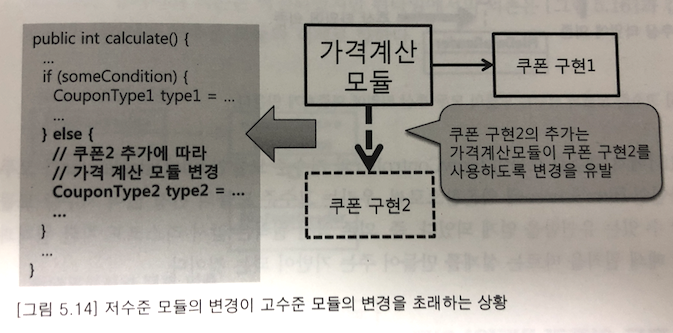 public int calculate() {
...
if (someCondition) {
CouponType1 type1 = ...
...
} else {
// 쿠폰2 추가에 따라
// 가격 계산 모듈 변경
CouponType2 type2 = ...
...
}
...
}
가격계산
모듈
쿠폰 구현1
쿠폰 구현2의 추가는
가격계산모듈이 쿠폰 구현2를
사용하도록 변경을 유발
쿠폰 구현2
[그림 5.14] 저수준 모듈의 변경이 고수준 모듈의 변경을 초래하는 상황